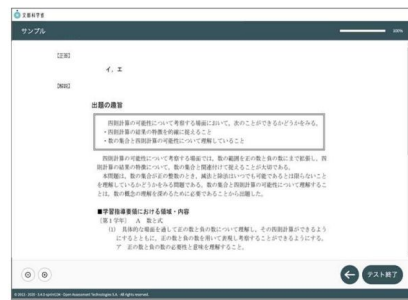 文部科学省
サンプル
100%
【正答】
イ，エ
【解説】
出題の趣旨
四則計算の可能性について考察する場面において，次のことができるかどうかをみる。
・四則計算の結果の特徴を的確に捉えること
・数の集合と四則計算の可能性について理解していること
四則計算の可能性について考察する場面では，数の範囲を正の数と負の数にまで拡張し，四
則計算の結果の特徴について，数の集合と関連付けて捉えることが大切である。
本問題は，数の集合が正の整数のとき，減法と除法はいつでも可能であるとは限らないこと
を理解しているかどうかをみる問題である。数の集合と四則計算の可能性について理解するこ
とは，数の概念の理解を深めるために必要であることから出題した。
■学習指導要領における領域・内容
〔第１学年〕 Ａ 数と式
(1) 具体的な場面を通して正の数と負の数について理解し，その四則計算ができるよう
にするとともに，正の数と負の数を用いて表現し考察することができるようにする。
ア 正の数と負の数の必要性と意味を理解すること。
テスト終了